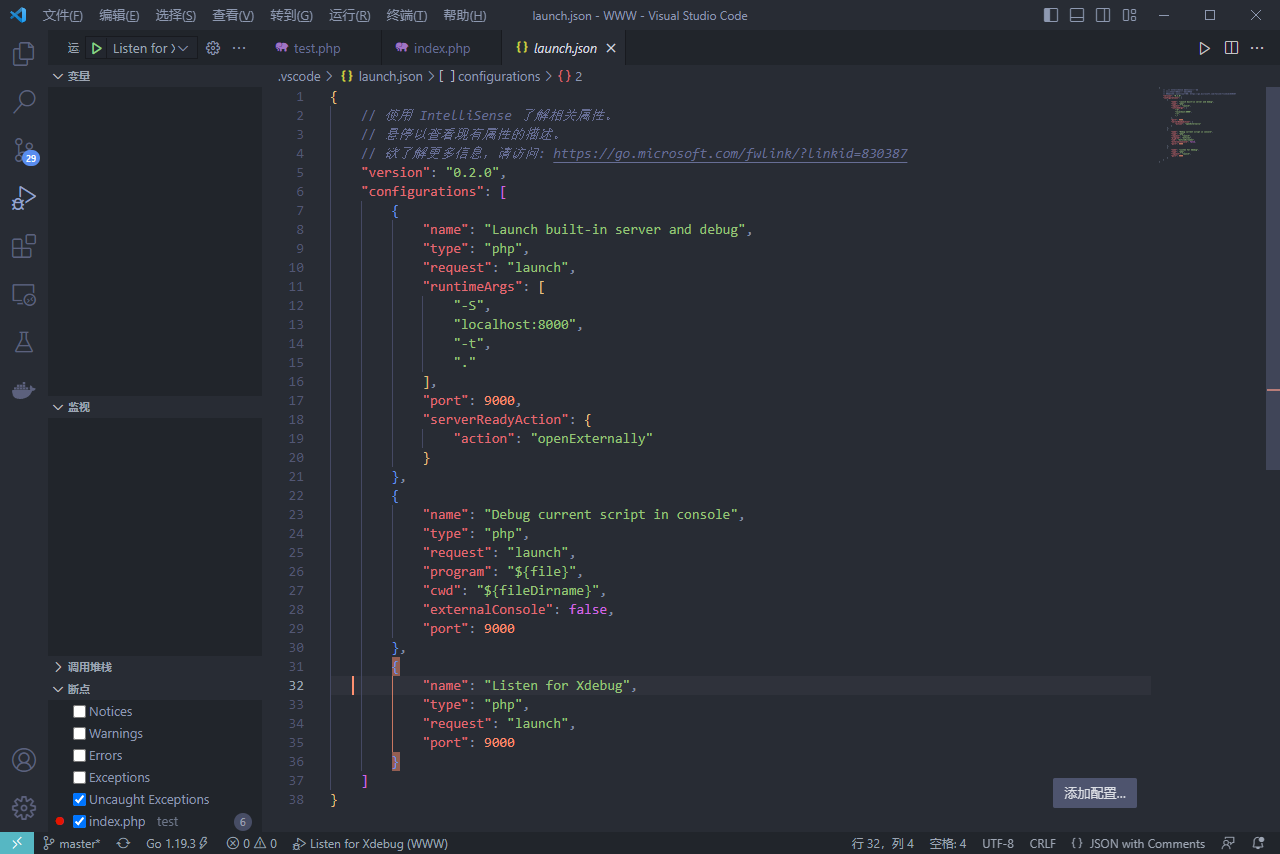 文件(F) 编辑(E) 选择(S) 查看(V) 转到(G) 运行(R) 终端(T) 帮助(H) launch.json - WWW - Visual Studio Code
运 Listen for X test.php index.php {} launch.json
变量
.vscode > {} launch.json > [ ] configurations > {} 2
1 {
2 // 使用 IntelliSense 了解相关属性。
3 // 悬停以查看现有属性的描述。
4 // 欲了解更多信息，请访问: https://go.microsoft.com/fwlink/?linkid=830387
5 "version": "0.2.0",
6 "configurations": [
7 {
8 "name": "Launch built-in server and debug",
9 "type": "php",
10 "request": "launch",
11 "runtimeArgs": [
12 "-S",
13 "localhost:8000",
14 "-t",
15 "."
16 ],
17 "port": 9000,
18 "serverReadyAction": {
19 "action": "openExternally"
20 }
21 },
22 {
23 "name": "Debug current script in console",
24 "type": "php",
25 "request": "launch",
26 "program": "${file}",
27 "cwd": "${fileDirname}",
28 "externalConsole": false,
29 "port": 9000
30 },
31 {
32 "name": "Listen for Xdebug",
33 "type": "php",
34 "request": "launch",
35 "port": 9000
36 }
37 ]
38 }
添加配置...
29
监视
调用堆栈
断点
Notices
Warnings
Errors
Exceptions
Uncaught Exceptions
index.php test 6
master* Go 1.19.3 0 0 Listen for Xdebug (WWW) 行 32，列 4 空格: 4 UTF-8 CRLF {} JSON with Comments